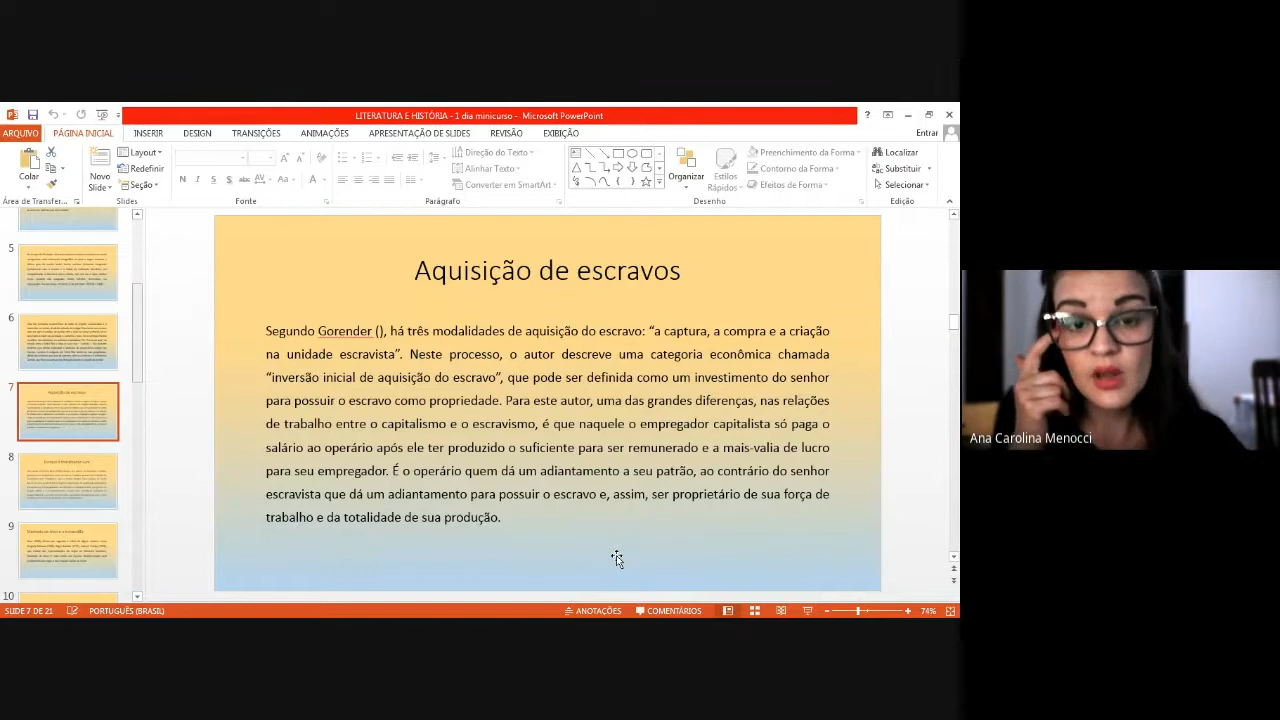 LITERATURA E HISTÓRIA - 1 dia minicurso - Microsoft PowerPoint
ARQUIVO PÁGINA INICIAL INSERIR DESIGN TRANSIÇÕES ANIMAÇÕES APRESENTAÇÃO DE SLIDES REVISÃO EXIBIÇÃO Entrar
Colar
Área de Transfer...
Novo
Slide
Layout
Redefinir
Seção
Slides
N I S S abc AV Aa A
Fonte
Direção do Texto
Alinhar Texto
Converter em SmartArt
Parágrafo
Organizar
Estilos
Rápidos
Preenchimento da Forma
Contorno da Forma
Efeitos de Forma
Desenho
Localizar
Substituir
Selecionar
Edição
5
6
7
8
9
10
Aquisição de escravos
Segundo Gorender (), há três modalidades de aquisição do escravo: “a captura, a compra e a criação
na unidade escravista”. Neste processo, o autor descreve uma categoria econômica chamada
“inversão inicial de aquisição do escravo”, que pode ser definida como um investimento do senhor
para possuir o escravo como propriedade. Para este autor, uma das grandes diferenças, nas relações
de trabalho entre o capitalismo e o escravismo, é que naquele o empregador capitalista só paga o
salário ao operário após ele ter produzido o suficiente para ser remunerado e a mais-valia de lucro
para seu empregador. É o operário quem dá um adiantamento a seu patrão, ao contrário do senhor
escravista que dá um adiantamento para possuir o escravo e, assim, ser proprietário de sua força de
trabalho e da totalidade de sua produção.
Ana Carolina Menocci
SLIDE 7 DE 21 PORTUGUÊS (BRASIL) ANOTAÇÕES COMENTÁRIOS 74%